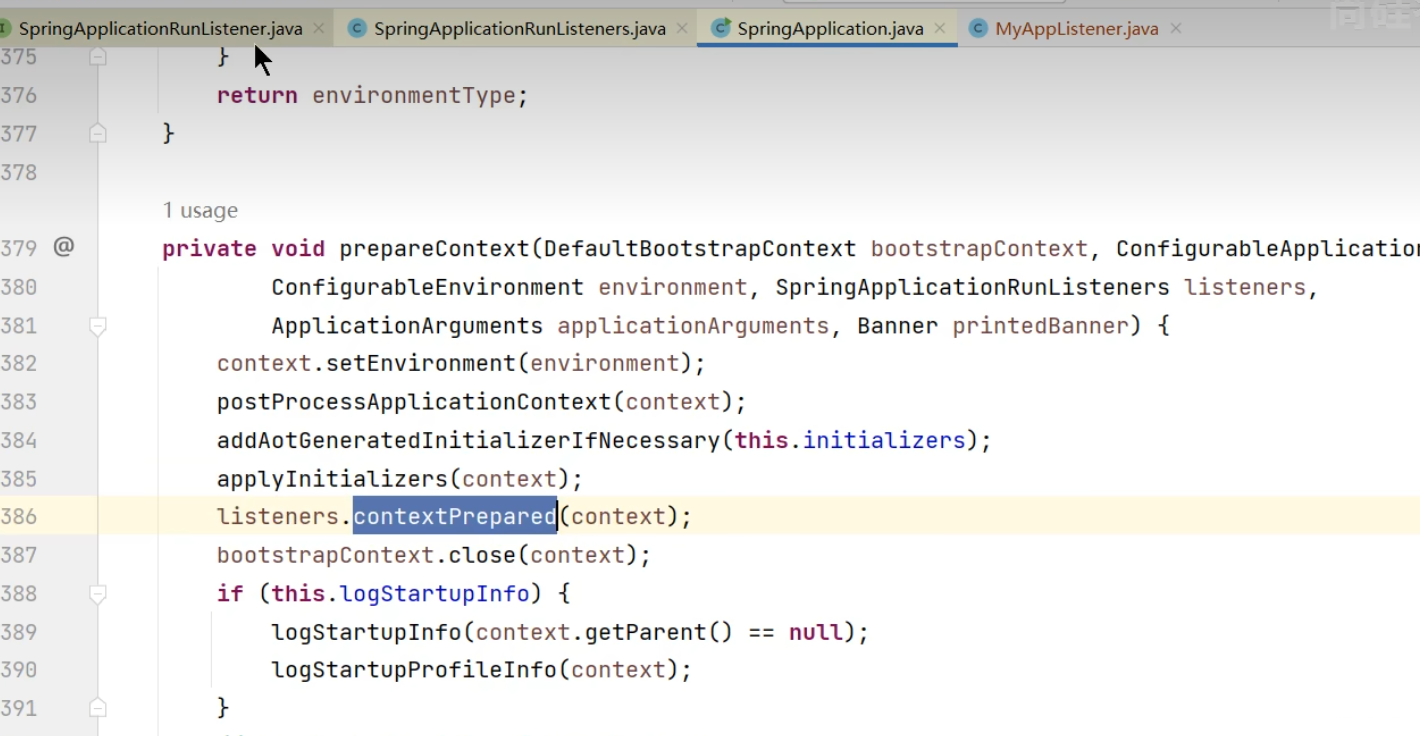 SpringApplicationRunListener.java × SpringApplicationRunListeners.java × SpringApplication.java × MyAppListener.java ×
375 }
376 return environmentType;
377 }
378
1 usage
379 @ private void prepareContext(DefaultBootstrapContext bootstrapContext, ConfigurableApplication
380 ConfigurableEnvironment environment, SpringApplicationRunListeners listeners,
381 ApplicationArguments applicationArguments, Banner printedBanner) {
382 context.setEnvironment(environment);
383 postProcessApplicationContext(context);
384 addAotGeneratedInitializerIfNecessary(this.initializers);
385 applyInitializers(context);
386 listeners.contextPrepared(context);
387 bootstrapContext.close(context);
388 if (this.logStartupInfo) {
389 logStartupInfo(context.getParent() == null);
390 logStartupProfileInfo(context);
391 }